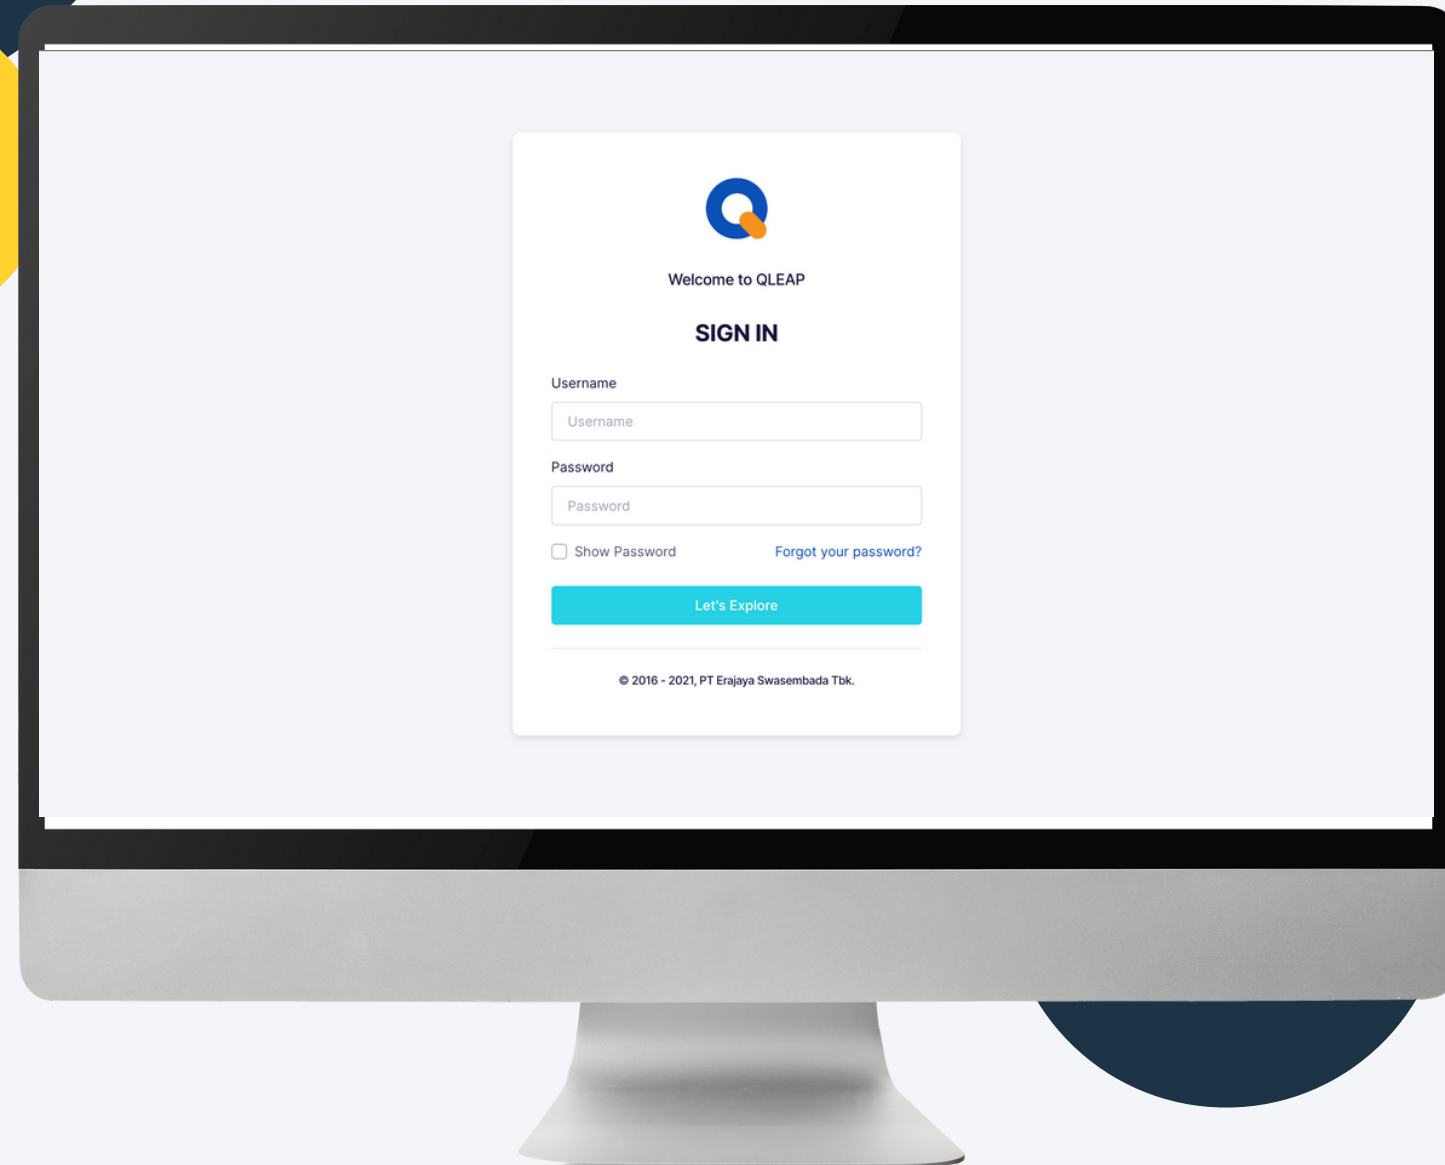 Welcome to QLEAP
SIGN IN
Username
Username
Password
Password
Show Password
Forgot your password?
Let's Explore
© 2016 - 2021, PT Erajaya Swasembada Tbk.